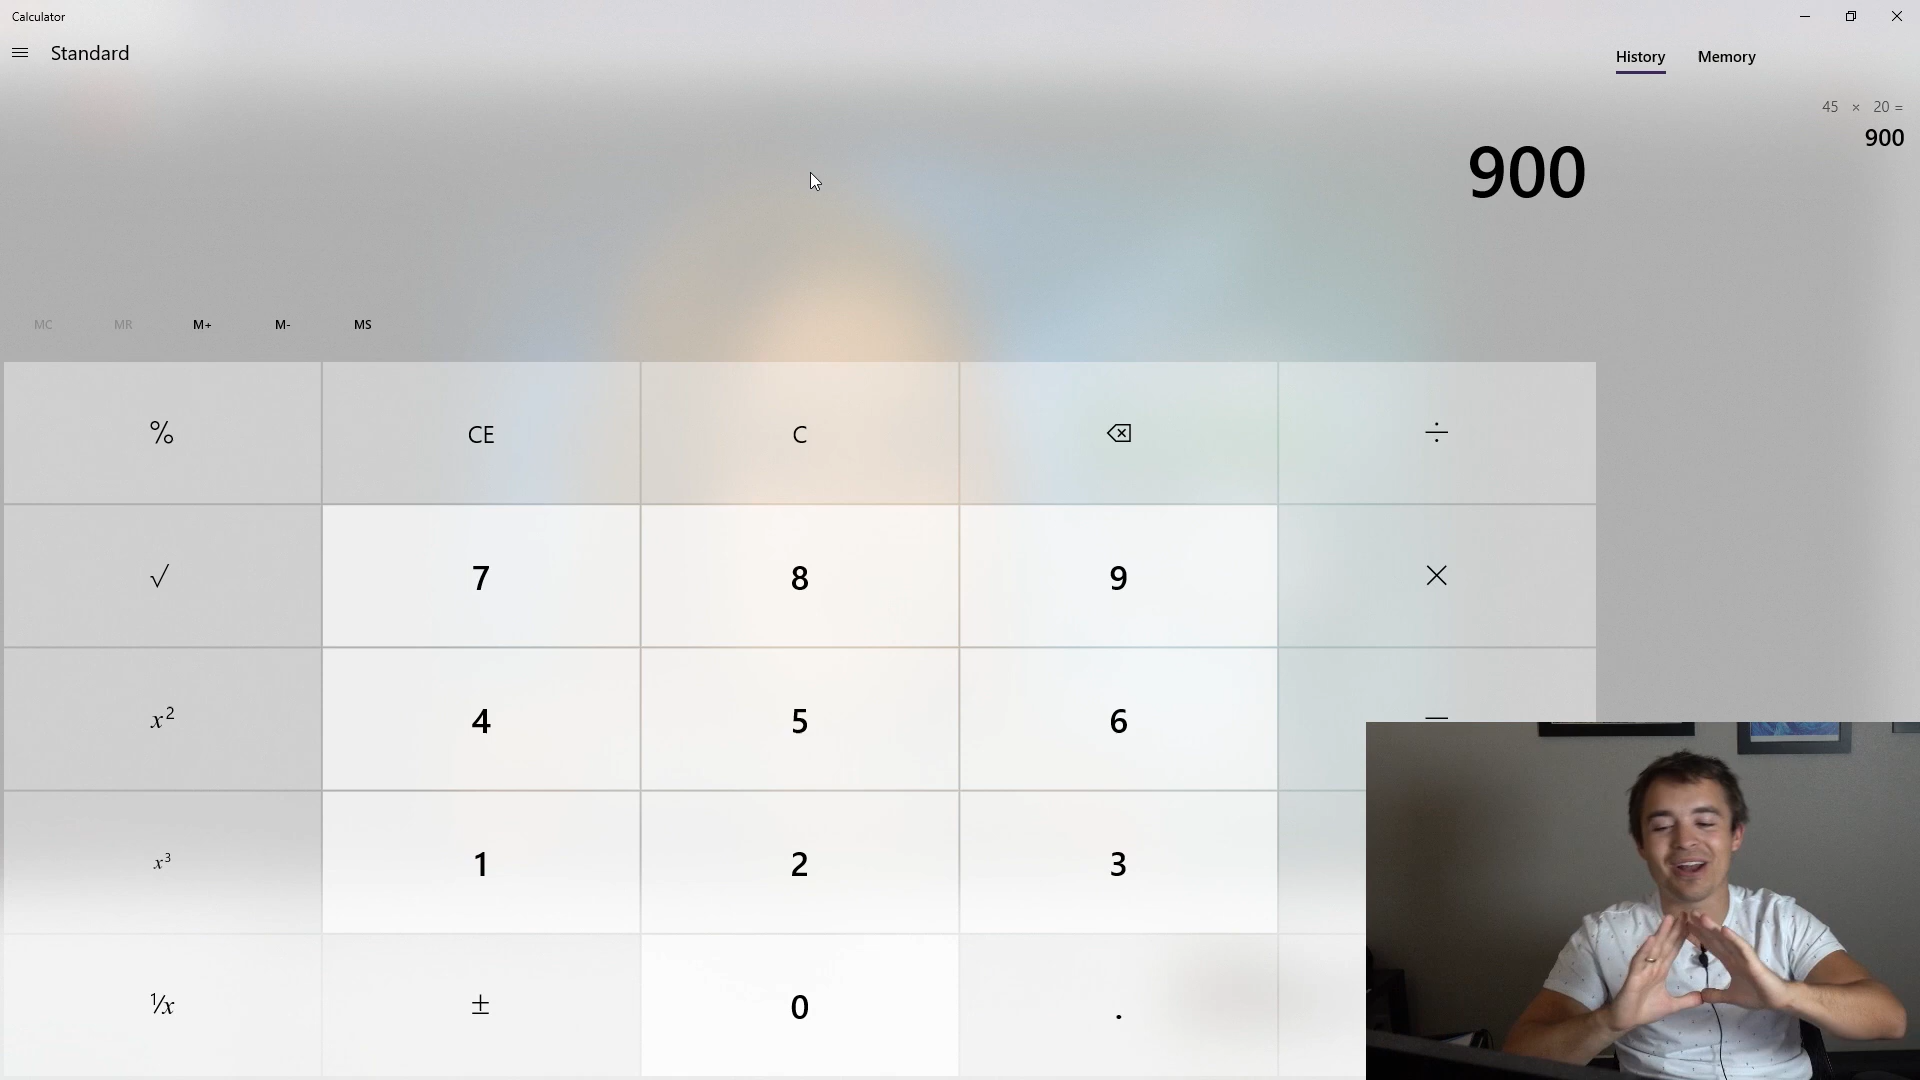 Calculator
Standard
History Memory
45 × 20 =
900
900
MC MR M+ M- MS
% CE C ÷
√ 7 8 9 ×
x² 4 5 6 −
x³ 1 2 3
¹/x ± 0 .